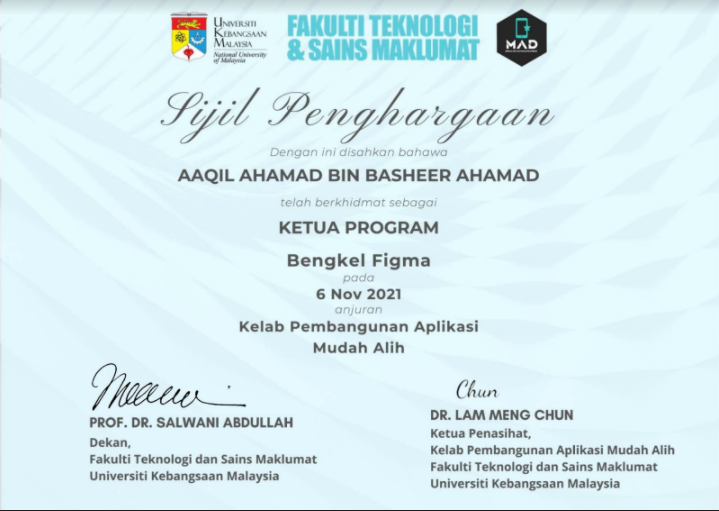 UNIVERSITI
KEBANGSAAN
MALAYSIA
National University
of Malaysia
FAKULTI TEKNOLOGI
& SAINS MAKLUMAT
MAD
Sijil Penghargaan
Dengan ini disahkan bahawa
AAQIL AHAMAD BIN BASHEER AHAMAD
telah berkhidmat sebagai
KETUA PROGRAM
Bengkel Figma
pada
6 Nov 2021
anjuran
Kelab Pembangunan Aplikasi
Mudah Alih
PROF. DR. SALWANI ABDULLAH
Dekan,
Fakulti Teknologi dan Sains Maklumat
Universiti Kebangsaan Malaysia
Chun
DR. LAM MENG CHUN
Ketua Penasihat,
Kelab Pembangunan Aplikasi Mudah Alih
Fakulti Teknologi dan Sains Maklumat
Universiti Kebangsaan Malaysia